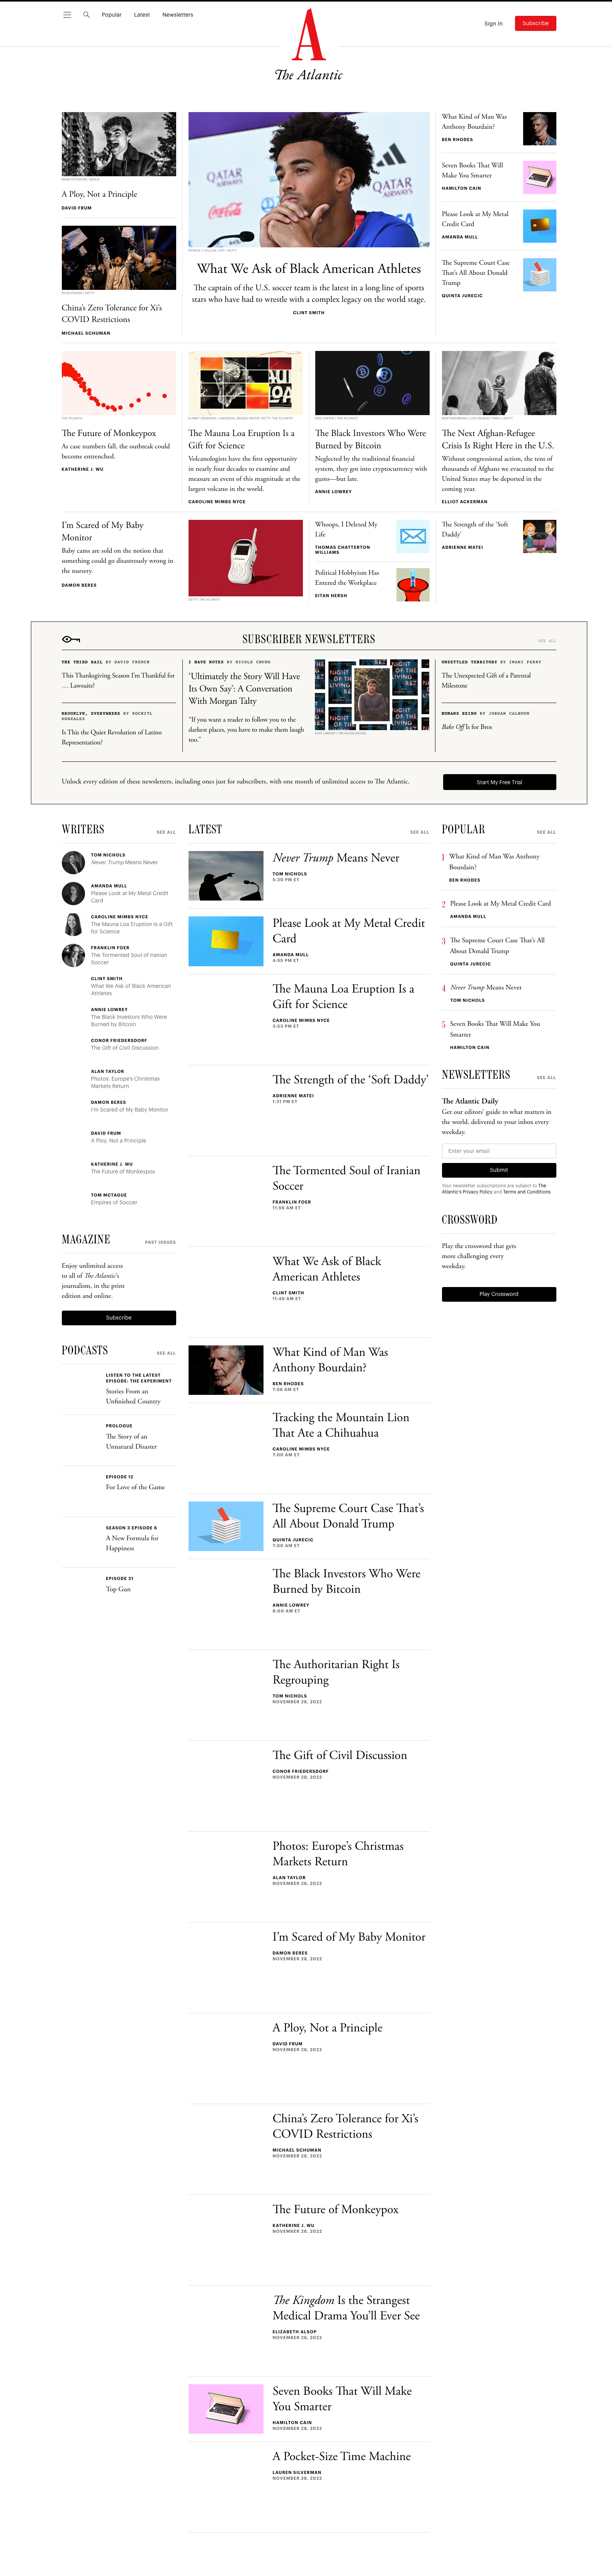 Popular Latest Newsletters
Sign In
Subscribe
A
The Atlantic
A Ploy, Not a Principle
DAVID FRUM
China's Zero Tolerance for Xi's
COVID Restrictions
MICHAEL SCHUMAN
QATAR
AIRWAYS
QATAR
AIRWAYS
Coca-Cola
What We Ask of Black American Athletes
The captain of the U.S. soccer team is the latest in a long line of sports
stars who have had to wrestle with a complex legacy on the world stage.
CLINT SMITH
What Kind of Man Was
Anthony Bourdain?
BEN RHODES
Seven Books That Will
Make You Smarter
HAMILTON CAIN
Please Look at My Metal
Credit Card
AMANDA MULL
The Supreme Court Case
That's All About Donald
Trump
QUINTA JURECIC
The Future of Monkeypox
As case numbers fall, the outbreak could
become entrenched.
KATHERINE J. WU
The Mauna Loa Eruption Is a
Gift for Science
Volcanologists have the first opportunity
in nearly four decades to examine and
measure an event of this magnitude at the
largest volcano in the world.
CAROLINE MIMBS NYCE
The Black Investors Who Were
Burned by Bitcoin
Neglected by the traditional financial
system, they got into cryptocurrency with
gusto—but late.
ANNIE LOWREY
The Next Afghan-Refugee
Crisis Is Right Here in the U.S.
Without congressional action, the tens of
thousands of Afghans we evacuated to the
United States may be deported in the
coming year.
ELLIOT ACKERMAN
I'm Scared of My Baby
Monitor
Baby cams are sold on the notion that
something could go disastrously wrong in
the nursery.
DAMON BERES
Whoops, I Deleted My
Life
THOMAS CHATTERTON
WILLIAMS
Political Hobbyism Has
Entered the Workplace
EITAN HERSH
The Strength of the 'Soft
Daddy'
ADRIENNE MATEI
SUBSCRIBER NEWSLETTERS
SEE ALL
THE THIRD RAIL BY DAVID FRENCH
This Thanksgiving Season I'm Thankful for
… Lawsuits?
BROOKLYN, EVERYWHERE BY XOCHITL
GONZALEZ
Is This the Quiet Revolution of Latino
Representation?
I HAVE NOTES BY NICOLE CHUNG
'Ultimately the Story Will Have
Its Own Say': A Conversation
With Morgan Talty
"If you want a reader to follow you to the
darkest places, you have to make them laugh
too."
UNSETTLED TERRITORY BY IMANI PERRY
The Unexpected Gift of a Parental
Milestone
HUMANS BEING BY JORDAN CALHOUN
Bake Off Is for Bros
Unlock every edition of these newsletters, including ones just for subscribers, with one month of unlimited access to The Atlantic.
Start My Free Trial
WRITERS
SEE ALL
TOM NICHOLS
Never Trump Means Never
AMANDA MULL
Please Look at My Metal Credit
Card
CAROLINE MIMBS NYCE
The Mauna Loa Eruption Is a Gift
for Science
FRANKLIN FOER
The Tormented Soul of Iranian
Soccer
CLINT SMITH
What We Ask of Black American
Athletes
ANNIE LOWREY
The Black Investors Who Were
Burned by Bitcoin
CONOR FRIEDERSDORF
The Gift of Civil Discussion
ALAN TAYLOR
Photos: Europe's Christmas
Markets Return
DAMON BERES
I'm Scared of My Baby Monitor
DAVID FRUM
A Ploy, Not a Principle
KATHERINE J. WU
The Future of Monkeypox
TOM MCTAGUE
Empires of Soccer
MAGAZINE
PAST ISSUES
Enjoy unlimited access
to all of The Atlantic's
journalism, in the print
edition and online.
Subscribe
PODCASTS
SEE ALL
LISTEN TO THE LATEST
EPISODE: THE EXPERIMENT
Stories From an
Unfinished Country
PROLOGUE
The Story of an
Unnatural Disaster
EPISODE 12
For Love of the Game
SEASON 3 EPISODE 6
A New Formula for
Happiness
EPISODE 31
Top Gun
LATEST
SEE ALL
Never Trump Means Never
TOM NICHOLS
5:30 PM ET
Please Look at My Metal Credit
Card
AMANDA MULL
4:55 PM ET
The Mauna Loa Eruption Is a
Gift for Science
CAROLINE MIMBS NYCE
3:33 PM ET
The Strength of the 'Soft Daddy'
ADRIENNE MATEI
1:31 PM ET
The Tormented Soul of Iranian
Soccer
FRANKLIN FOER
11:59 AM ET
What We Ask of Black
American Athletes
CLINT SMITH
11:49 AM ET
What Kind of Man Was
Anthony Bourdain?
BEN RHODES
7:56 AM ET
Tracking the Mountain Lion
That Ate a Chihuahua
CAROLINE MIMBS NYCE
7:00 AM ET
The Supreme Court Case That's
All About Donald Trump
QUINTA JURECIC
7:00 AM ET
The Black Investors Who Were
Burned by Bitcoin
ANNIE LOWREY
6:00 AM ET
The Authoritarian Right Is
Regrouping
TOM NICHOLS
NOVEMBER 28, 2022
The Gift of Civil Discussion
CONOR FRIEDERSDORF
NOVEMBER 28, 2022
Photos: Europe's Christmas
Markets Return
ALAN TAYLOR
NOVEMBER 28, 2022
I'm Scared of My Baby Monitor
DAMON BERES
NOVEMBER 28, 2022
A Ploy, Not a Principle
DAVID FRUM
NOVEMBER 28, 2022
China's Zero Tolerance for Xi's
COVID Restrictions
MICHAEL SCHUMAN
NOVEMBER 28, 2022
The Future of Monkeypox
KATHERINE J. WU
NOVEMBER 28, 2022
The Kingdom Is the Strangest
Medical Drama You'll Ever See
ELIZABETH ALSOP
NOVEMBER 28, 2022
Seven Books That Will Make
You Smarter
HAMILTON CAIN
NOVEMBER 28, 2022
A Pocket-Size Time Machine
LAUREN SILVERMAN
NOVEMBER 28, 2022
POPULAR
SEE ALL
1 What Kind of Man Was Anthony
Bourdain?
BEN RHODES
2 Please Look at My Metal Credit Card
AMANDA MULL
3 The Supreme Court Case That's All
About Donald Trump
QUINTA JURECIC
4 Never Trump Means Never
TOM NICHOLS
5 Seven Books That Will Make You
Smarter
HAMILTON CAIN
NEWSLETTERS
SEE ALL
The Atlantic Daily
Get our editors' guide to what matters in
the world, delivered to your inbox every
weekday.
Enter your email
Submit
Your newsletter subscriptions are subject to The
Atlantic's Privacy Policy and Terms and Conditions.
CROSSWORD
Play the crossword that gets
more challenging every
weekday.
Play Crossword